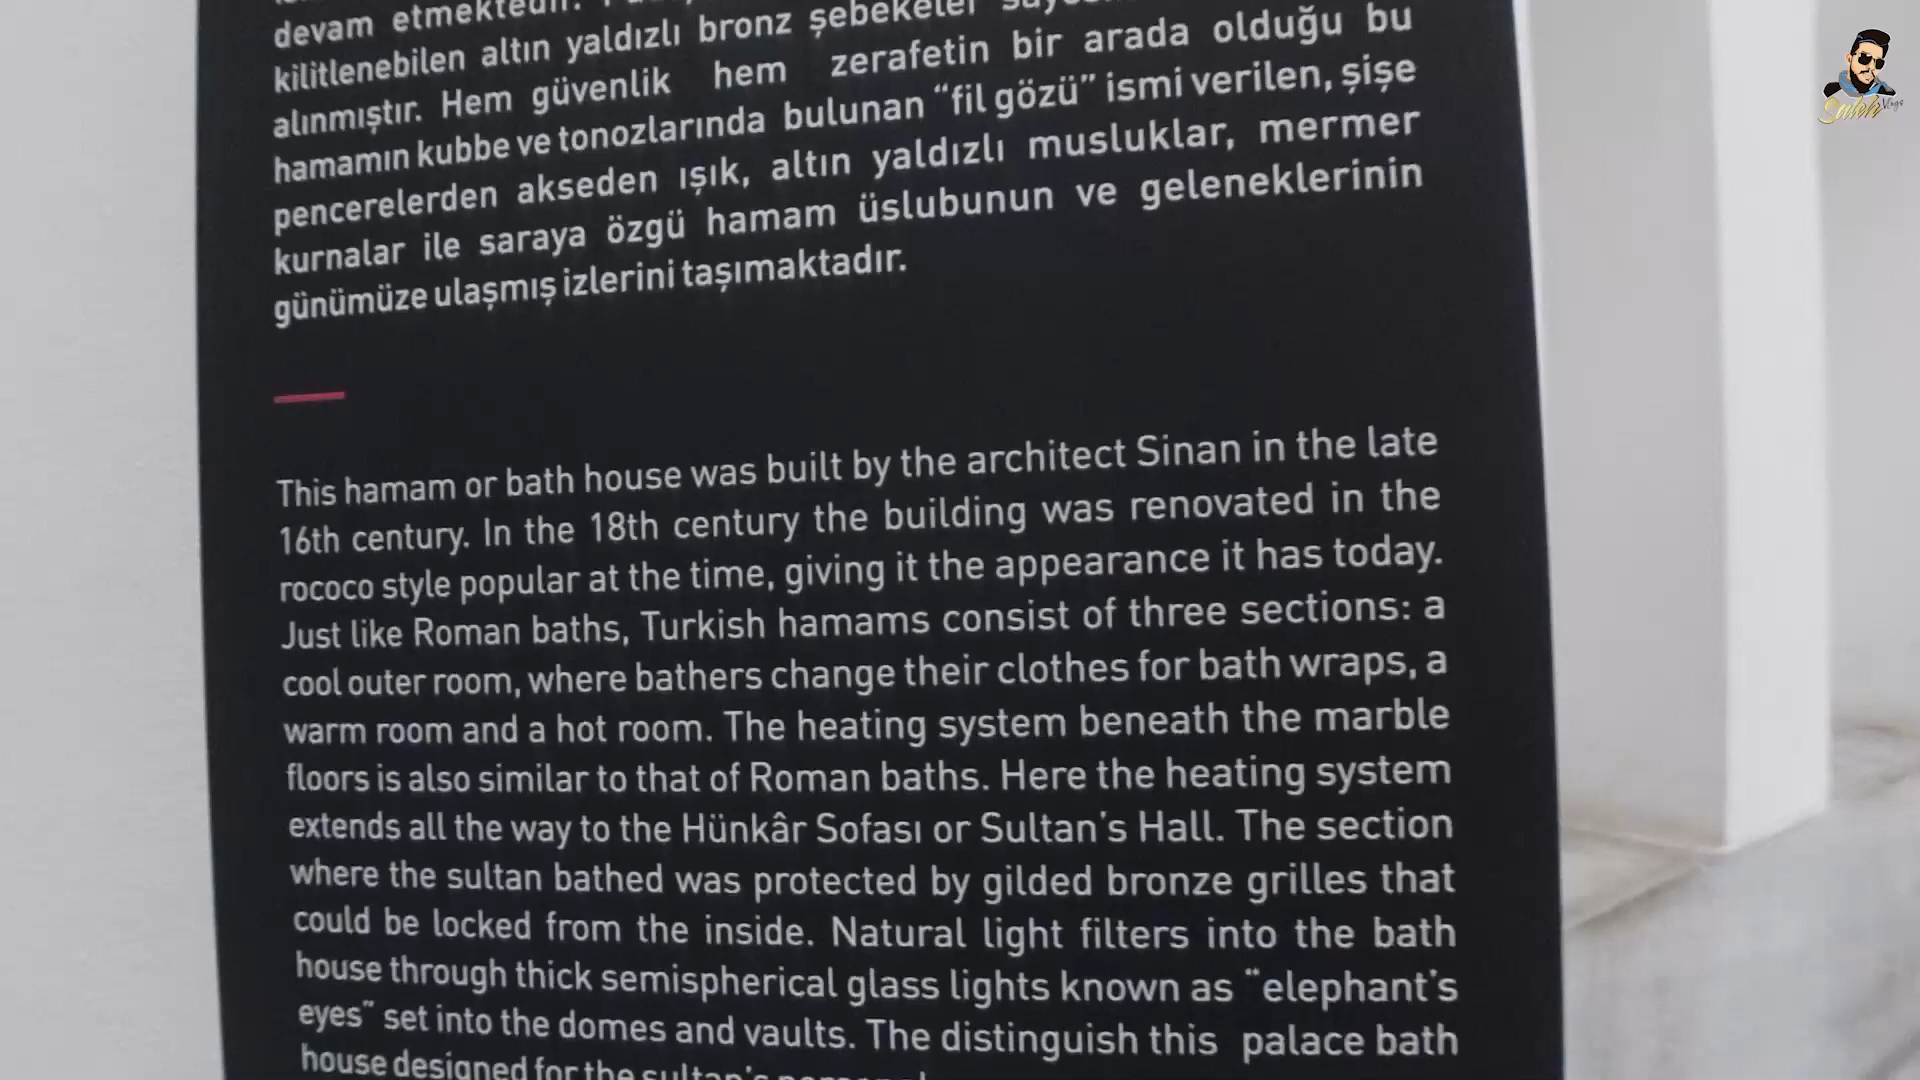 devam etmektedir.
kilitlenebilen altın yaldızlı bronz şebekeler
alınmıştır. Hem güvenlik hem zerafetin bir arada olduğu bu
hamamın kubbe ve tonozlarında bulunan “fil gözü” ismi verilen, şişe
pencerelerden akseden ışık, altın yaldızlı musluklar, mermer
kurnalar ile saraya özgü hamam üslubunun ve geleneklerinin
günümüze ulaşmış izlerini taşımaktadır.
This hamam or bath house was built by the architect Sinan in the late
16th century. In the 18th century the building was renovated in the
rococo style popular at the time, giving it the appearance it has today.
Just like Roman baths, Turkish hamams consist of three sections: a
cool outer room, where bathers change their clothes for bath wraps, a
warm room and a hot room. The heating system beneath the marble
floors is also similar to that of Roman baths. Here the heating system
extends all the way to the Hünkâr Sofası or Sultan's Hall. The section
where the sultan bathed was protected by gilded bronze grilles that
could be locked from the inside. Natural light filters into the bath
house through thick semispherical glass lights known as “elephant's
eyes” set into the domes and vaults. The distinguish this palace bath
house designed for the sultan's
Saleh Vlogs